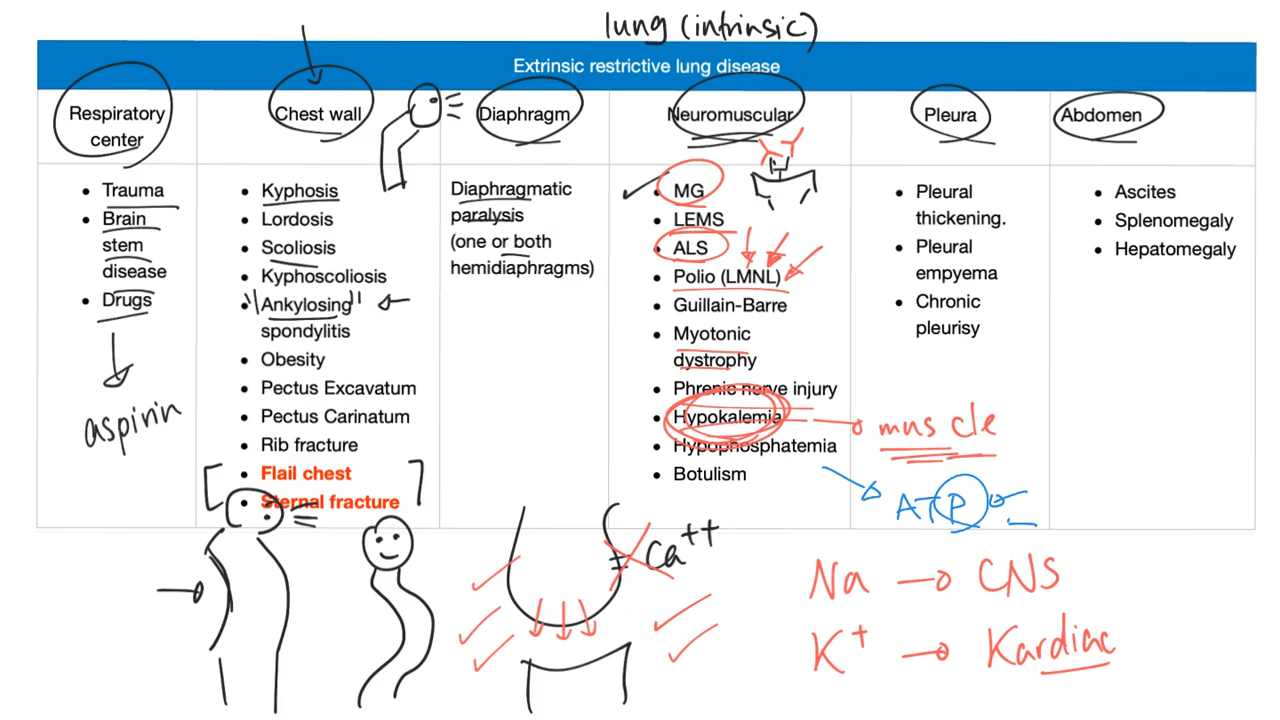 lung (intrinsic)
Extrinsic restrictive lung disease
Respiratory
center
Chest wall
Diaphragm
Neuromuscular
Pleura
Abdomen
• Trauma
• Brain
stem
disease
• Drugs
aspirin
• Kyphosis
• Lordosis
• Scoliosis
• Kyphoscoliosis
• "Ankylosing"
spondylitis
• Obesity
• Pectus Excavatum
• Pectus Carinatum
• Rib fracture
• Flail chest
• Sternal fracture
Diaphragmatic
paralysis
(one or both
hemidiaphragms)
• MG
• LEMS
• ALS
• Polio (LMNL)
• Guillain-Barre
• Myotonic
dystrophy
• Phrenic nerve injury
• Hypokalemia
• Hypophosphatemia
• Botulism
• Pleural
thickening.
• Pleural
empyema
• Chronic
pleurisy
• Ascites
• Splenomegaly
• Hepatomegaly
muscle
ATP
Ca++
Na → CNS
K+ → Kardiac